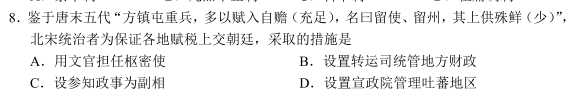 8．鉴于唐末五代“方镇屯重兵，多以赋入自赡（充足），名曰留使、留州，其上供殊鲜（少）”，
北宋统治者为保证各地赋税上交朝廷，采取的措施是
A．用文官担任枢密使 B．设置转运司统管地方财政
C．设参知政事为副相 D．设置宣政院管理吐蕃地区